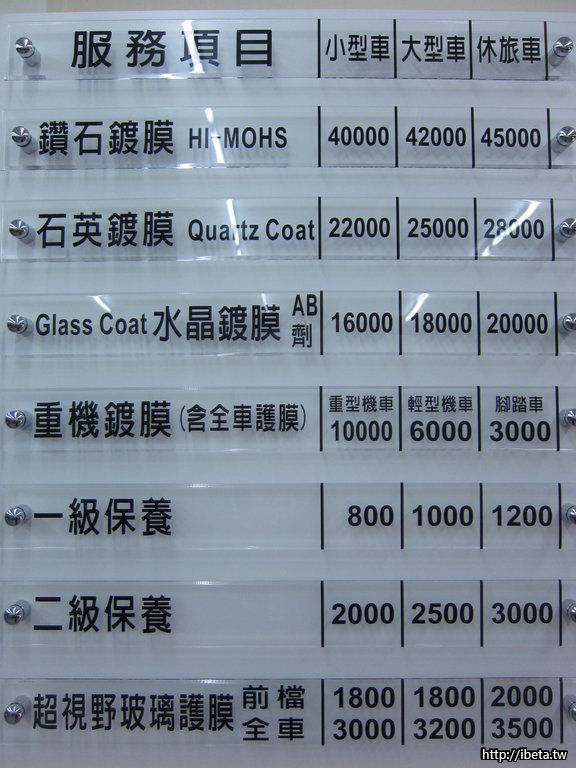 服務項目 小型車 大型車 休旅車
鑽石鍍膜 HI-MOHS 40000 42000 45000
石英鍍膜 Quartz Coat 22000 25000 28000
Glass Coat 水晶鍍膜 AB劑 16000 18000 20000
重機鍍膜(含全車護膜) 重型機車 輕型機車 腳踏車
10000 6000 3000
一級保養 800 1000 1200
二級保養 2000 2500 3000
超視野玻璃護膜 前檔 1800 1800 2000
全車 3000 3200 3500
http://ibeta.tw